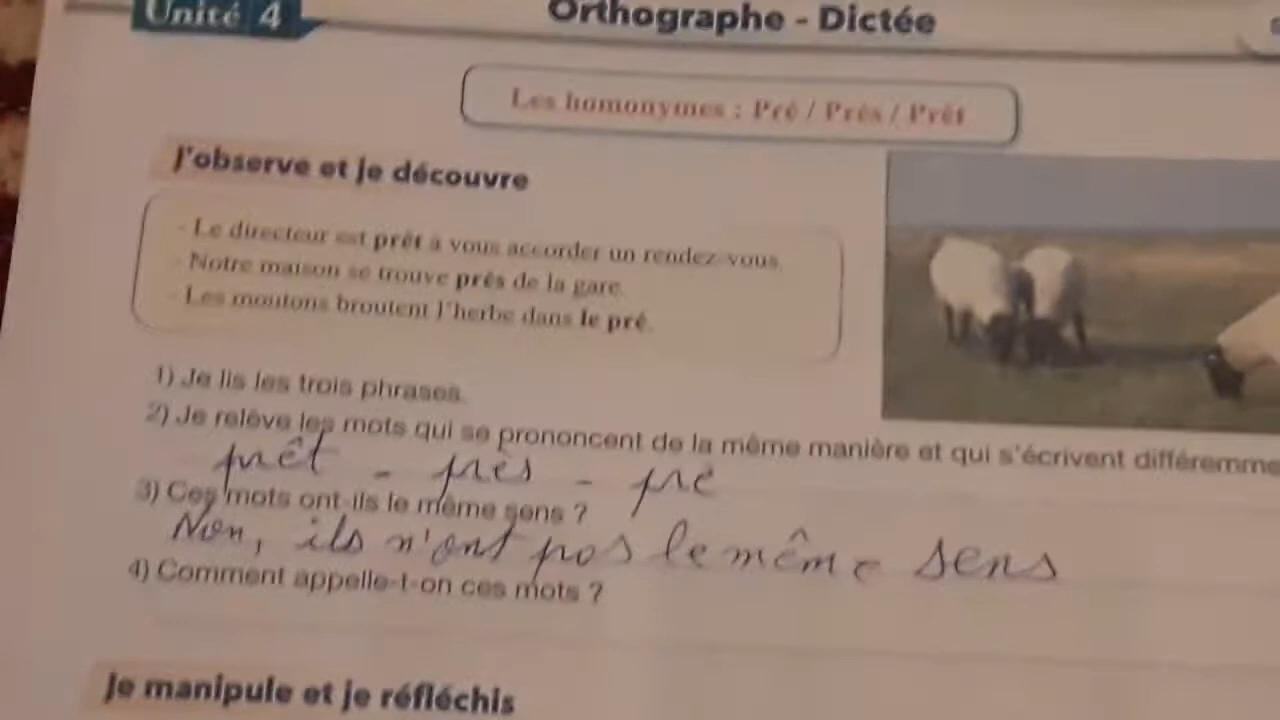 Unité 4
Orthographe - Dictée
Les homonymes : Pré / Près / Prêt
J'observe et je découvre
- Le directeur est prêt à vous accorder un rendez-vous.
- Notre maison se trouve près de la gare.
- Les moutons broutent l'herbe dans le pré.
1) Je lis les trois phrases.
2) Je relève les mots qui se prononcent de la même manière et qui s'écrivent différemme
prêt - près - pré
3) Ces mots ont-ils le même sens ?
Non, ils n'ont pas le même sens
4) Comment appelle-t-on ces mots ?
Je manipule et je réfléchis